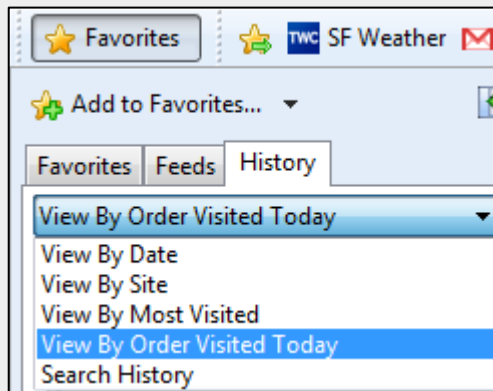 Favorites TWC SF Weather
Add to Favorites...
Favorites Feeds History
View By Order Visited Today
View By Date
View By Site
View By Most Visited
View By Order Visited Today
Search History